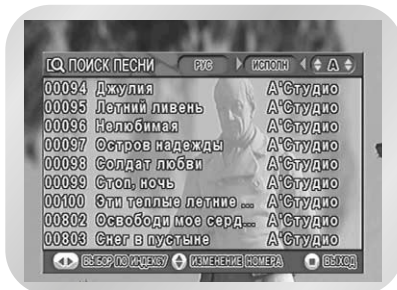 ПОИСК ПЕСНИ РУС ИСПОЛН А
00094 Джулия А'Студио
00095 Летний ливень А'Студио
00096 Нелюбимая А'Студио
00097 Остров надежды А'Студио
00098 Солдат любви А'Студио
00099 Стоп, ночь А'Студио
00100 Эти теплые летние ... А'Студио
00802 Освободи мое серд... А'Студио
00803 Снег в пустыне А'Студио
ВЫБОР ПО ИНДЕКСУ ИЗМЕНЕНИЕ НОМЕРА ВЫХОД